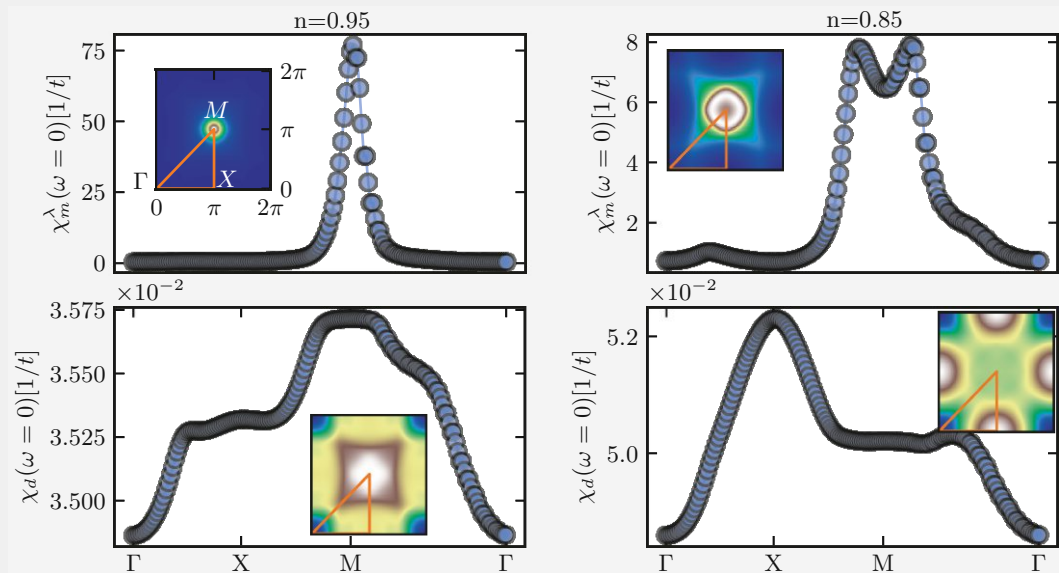 n=0.95
n=0.85
χ_m^λ(ω = 0)[1/t]
75
50
25
0
M
Γ
X
2π
π
0
0
π
2π
χ_m^λ(ω = 0)[1/t]
8
6
4
2
×10⁻²
χ_d(ω = 0)[1/t]
3.575
3.550
3.525
3.500
Γ
X
M
Γ
×10⁻²
χ_d(ω = 0)[1/t]
5.2
5.0
Γ
X
M
Γ